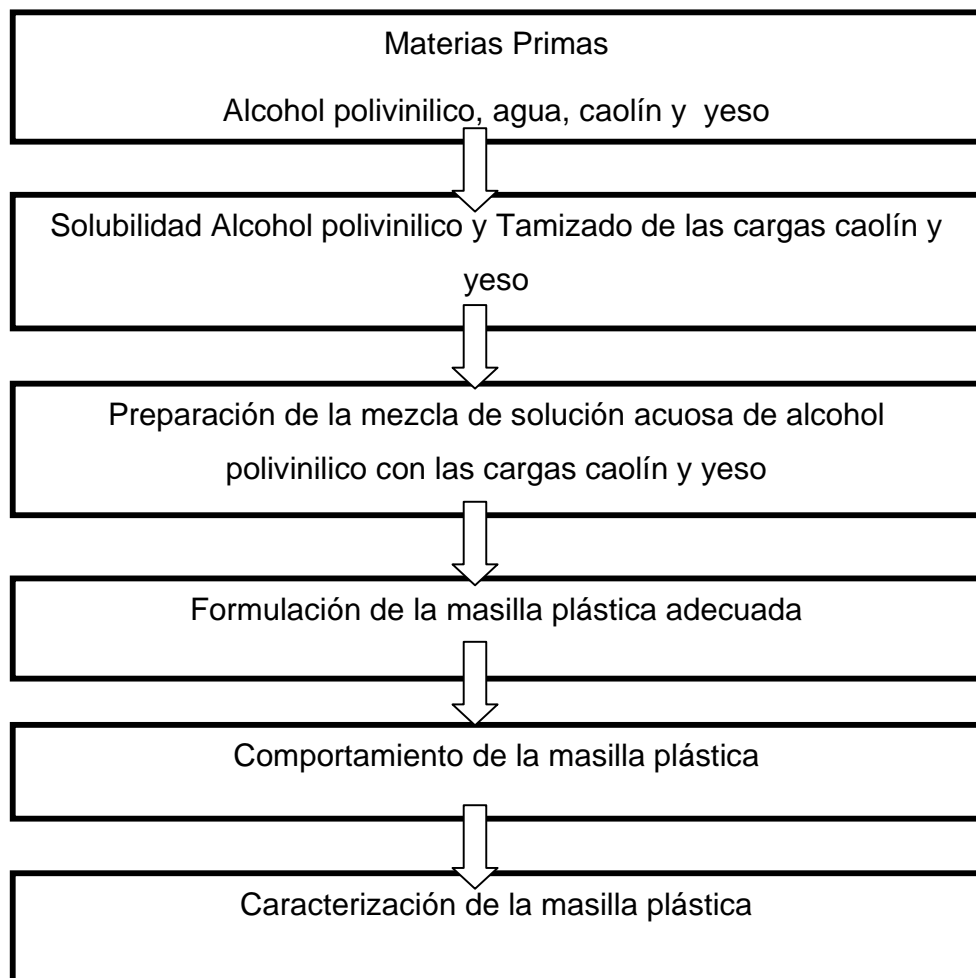 Materias Primas
Alcohol polivinilico, agua, caolín y  yeso
Solubilidad Alcohol polivinilico y Tamizado de las cargas caolín y
yeso
Preparación de la mezcla de solución acuosa de alcohol
polivinilico con las cargas caolín y yeso
Formulación de la masilla plástica adecuada
Comportamiento de la masilla plástica
Caracterización de la masilla plástica